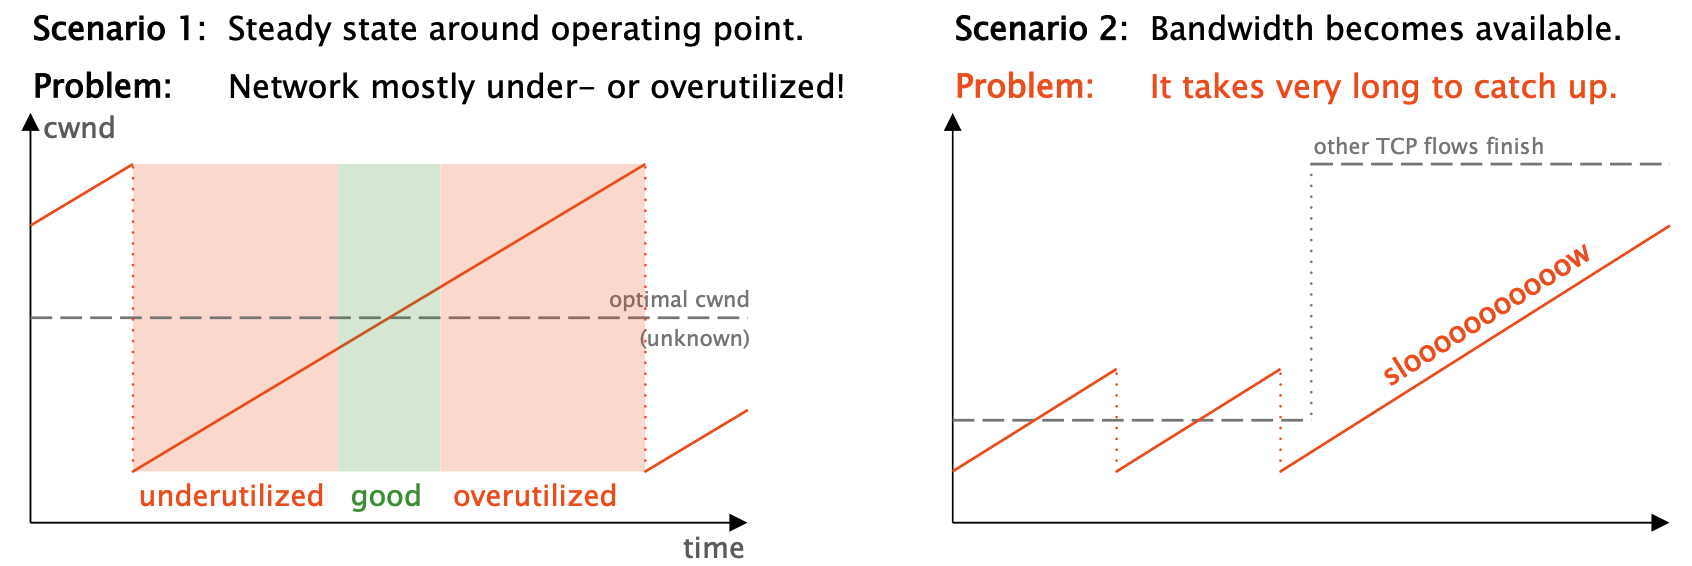 Scenario 1: Steady state around operating point.
Problem: Network mostly under- or overutilized!
cwnd
optimal cwnd
(unknown)
underutilized good overutilized
time
Scenario 2: Bandwidth becomes available.
Problem: It takes very long to catch up.
other TCP flows finish
slooooooooooow